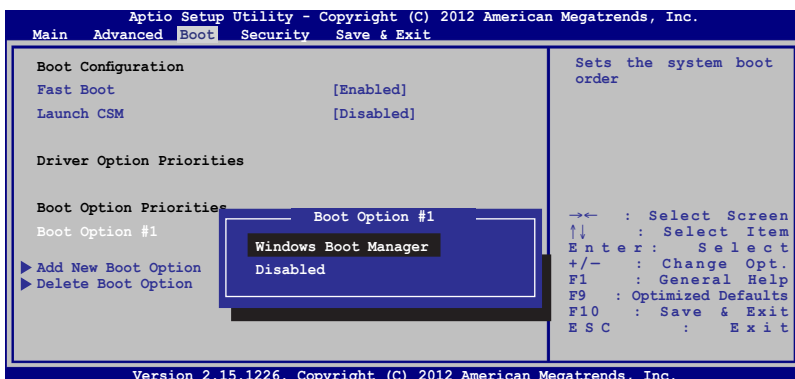 Aptio Setup Utility - Copyright (C) 2012 American Megatrends, Inc.
Main Advanced Boot Security Save & Exit
Boot Configuration
Fast Boot [Enabled]
Launch CSM [Disabled]
Driver Option Priorities
Boot Option Priorities
Boot Option #1
Add New Boot Option
Delete Boot Option
Boot Option #1
Windows Boot Manager
Disabled
Sets the system boot
order
→← : Select Screen
↑↓ : Select Item
Enter: Select
+/— : Change Opt.
F1 : General Help
F9 : Optimized Defaults
F10 : Save & Exit
ESC : Exit
Version 2.15.1226. Copyright (C) 2012 American Megatrends, Inc.